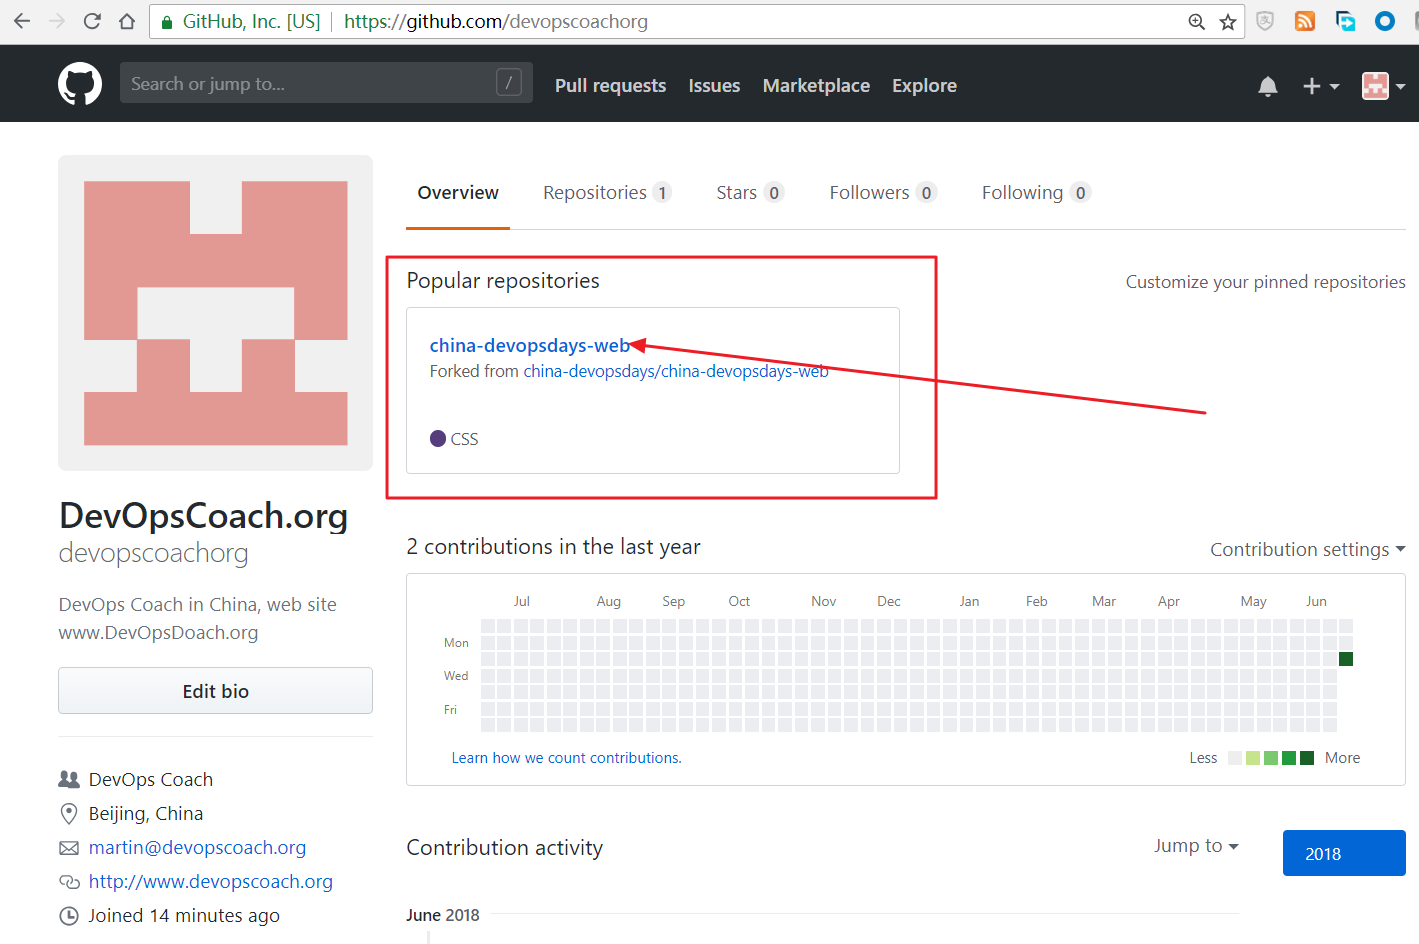 GitHub, Inc. [US] https://github.com/devopscoachorg
Search or jump to... /
Pull requests Issues Marketplace Explore
Overview Repositories 1 Stars 0 Followers 0 Following 0
Popular repositories
Customize your pinned repositories
china-devopsdays-web
Forked from china-devopsdays/china-devopsdays-web
CSS
DevOpsCoach.org
devopscoachorg
DevOps Coach in China, web site
www.DevOpsDoach.org
Edit bio
DevOps Coach
Beijing, China
martin@devopscoach.org
http://www.devopscoach.org
Joined 14 minutes ago
2 contributions in the last year
Contribution settings
Jul Aug Sep Oct Nov Dec Jan Feb Mar Apr May Jun
Mon
Wed
Fri
Learn how we count contributions.
Less More
Contribution activity
Jump to
2018
June 2018